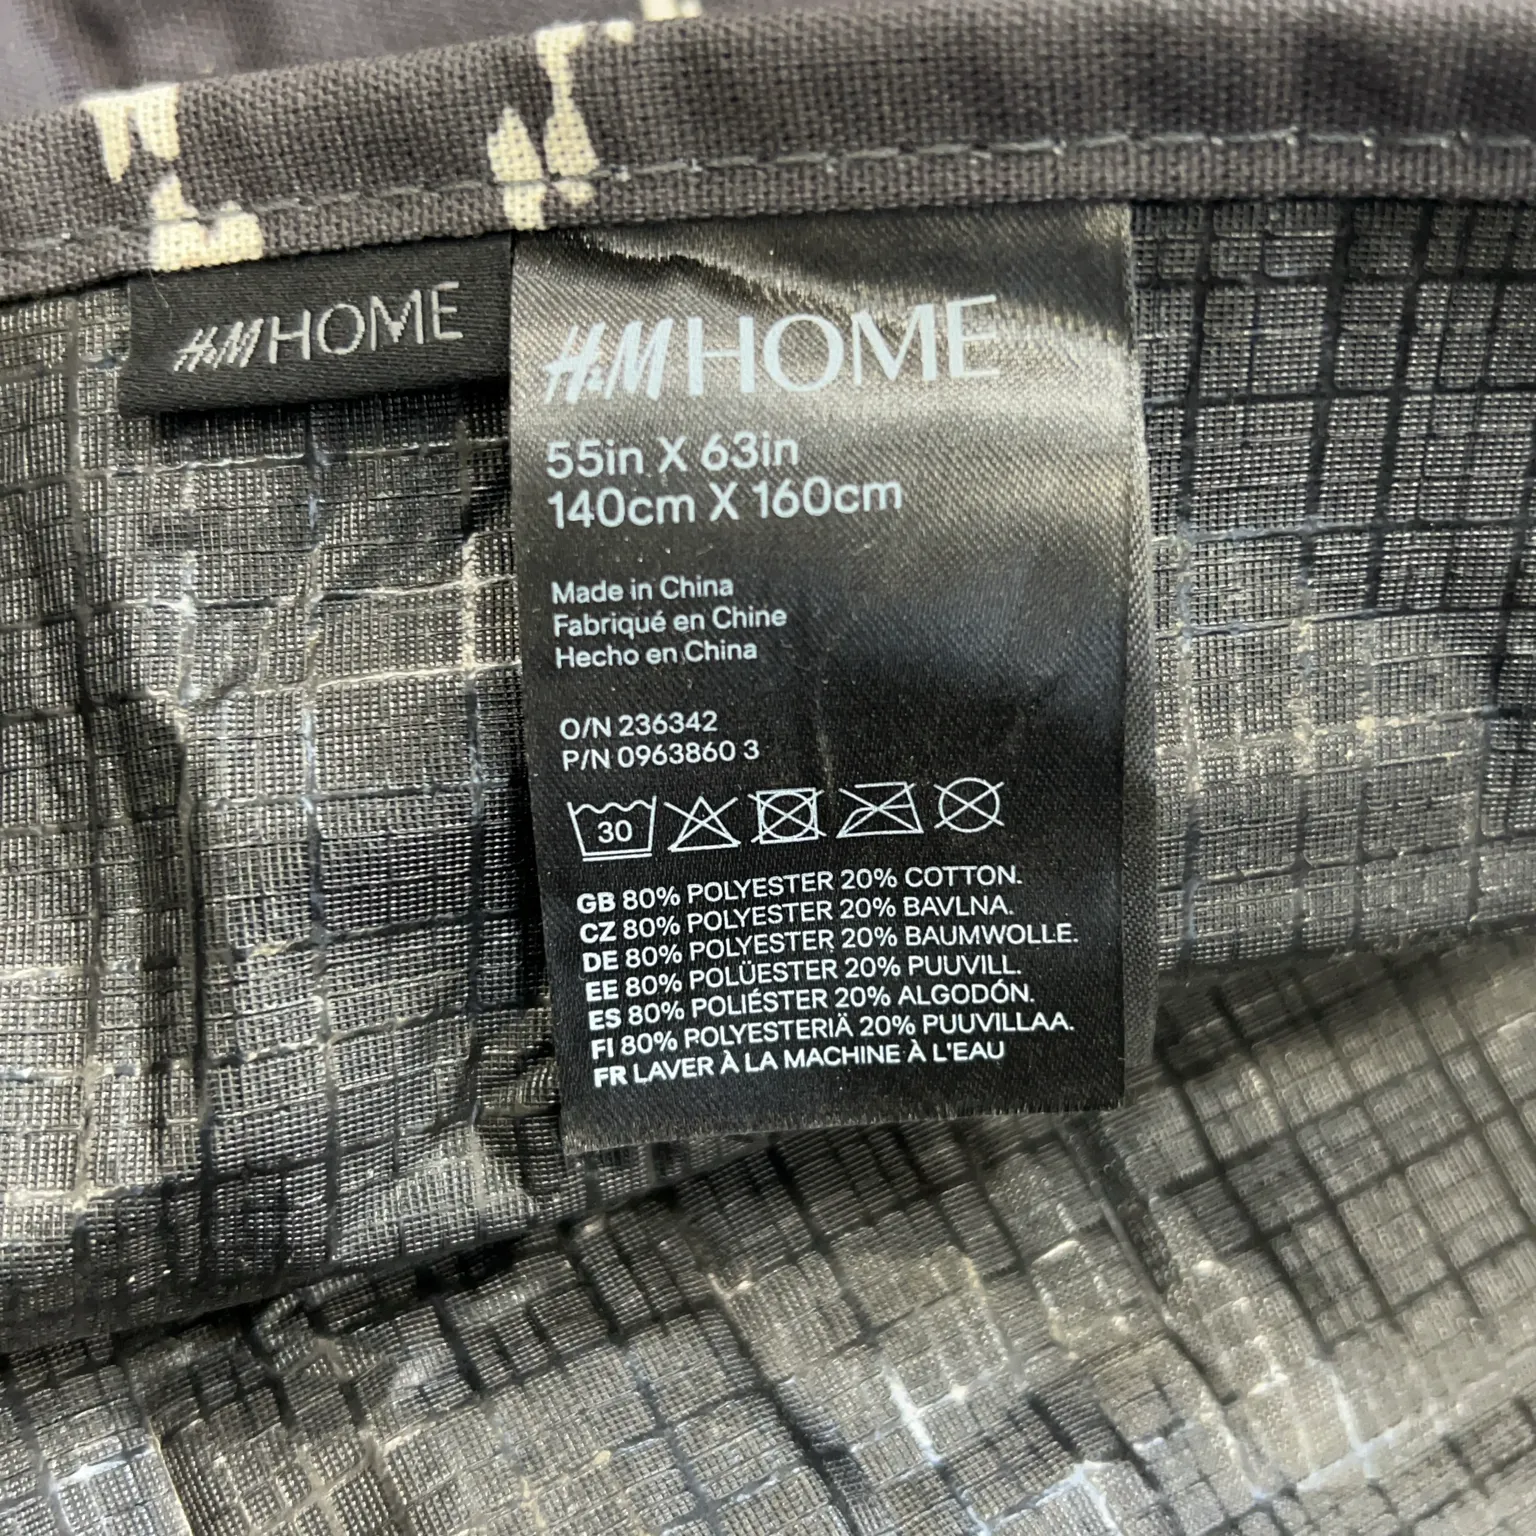 H&M HOME
H&M HOME
55in X 63in
140cm X 160cm
Made in China
Fabriqué en Chine
Hecho en China
O/N 236342
P/N 0963860 3
30
GB 80% POLYESTER 20% COTTON.
CZ 80% POLYESTER 20% BAVLNA.
DE 80% POLYESTER 20% BAUMWOLLE.
EE 80% POLÜESTER 20% PUUVILL.
ES 80% POLIÉSTER 20% ALGODÓN.
FI 80% POLYESTERIÄ 20% PUUVILLAA.
FR LAVER À LA MACHINE À L'EAU